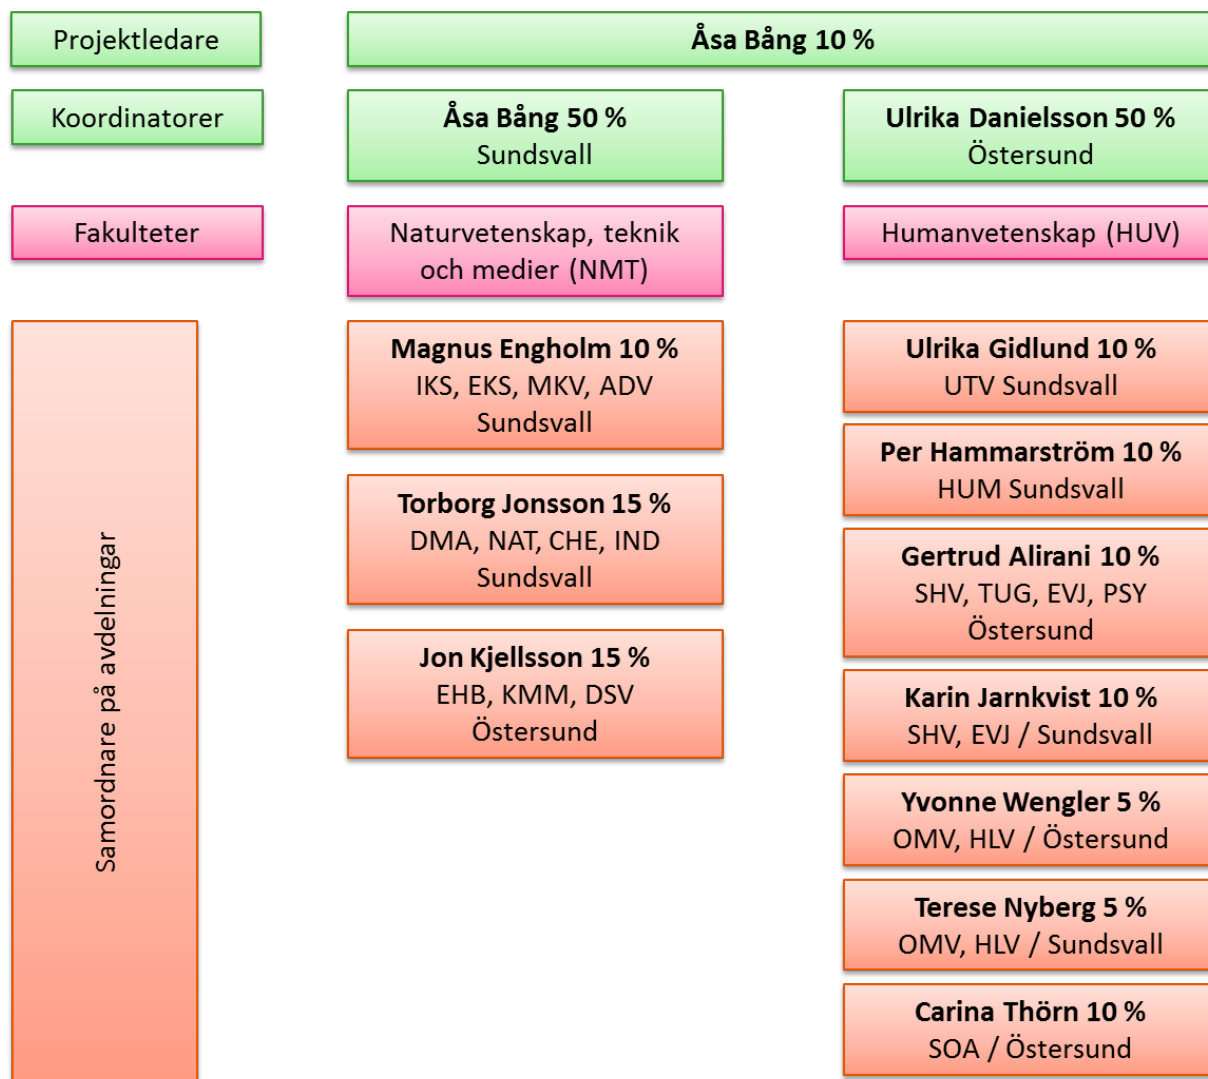 Projektledare
Åsa Bång 10 %
Koordinatorer
Åsa Bång 50 %
Sundsvall
Ulrika Danielsson 50 %
Östersund
Fakulteter
Naturvetenskap, teknik
och medier (NMT)
Humanvetenskap (HUV)
Samordnare på avdelningar
Magnus Engholm 10 %
IKS, EKS, MKV, ADV
Sundsvall
Torborg Jonsson 15 %
DMA, NAT, CHE, IND
Sundsvall
Jon Kjellsson 15 %
EHB, KMM, DSV
Östersund
Ulrika Gidlund 10 %
UTV Sundsvall
Per Hammarström 10 %
HUM Sundsvall
Gertrud Alirani 10 %
SHV, TUG, EVJ, PSY
Östersund
Karin Jarnkvist 10 %
SHV, EVJ / Sundsvall
Yvonne Wengler 5 %
OMV, HLV / Östersund
Terese Nyberg 5 %
OMV, HLV / Sundsvall
Carina Thörn 10 %
SOA / Östersund